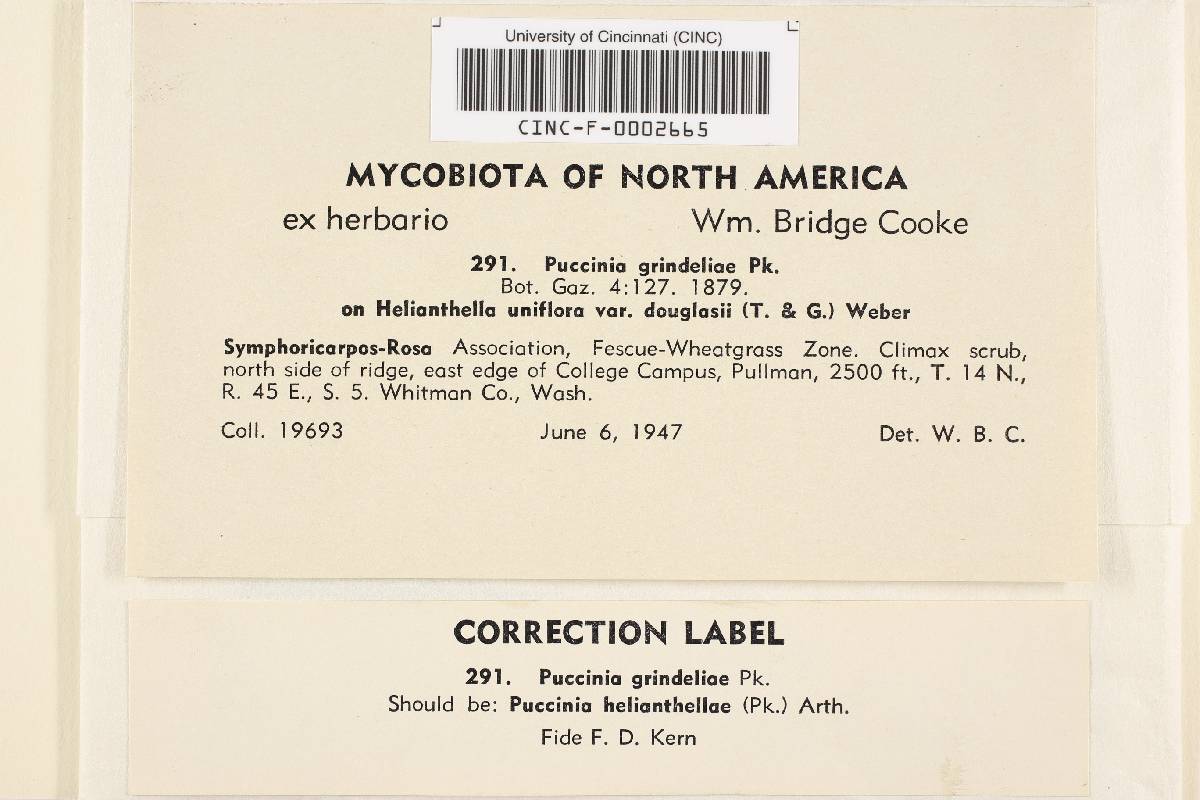 University of Cincinnati (CINC)
CINC-F-0002665
MYCOBIOTA OF NORTH AMERICA
ex herbario Wm. Bridge Cooke
291. Puccinia grindeliae Pk.
Bot. Gaz. 4:127. 1879.
on Helianthella uniflora var. douglasii (T. & G.) Weber
Symphoricarpos-Rosa Association, Fescue-Wheatgrass Zone. Climax scrub,
north side of ridge, east edge of College Campus, Pullman, 2500 ft., T. 14 N.,
R. 45 E., S. 5. Whitman Co., Wash.
Coll. 19693 June 6, 1947 Det. W. B. C.
CORRECTION LABEL
291. Puccinia grindeliae Pk.
Should be: Puccinia helianthellae (Pk.) Arth.
Fide F. D. Kern